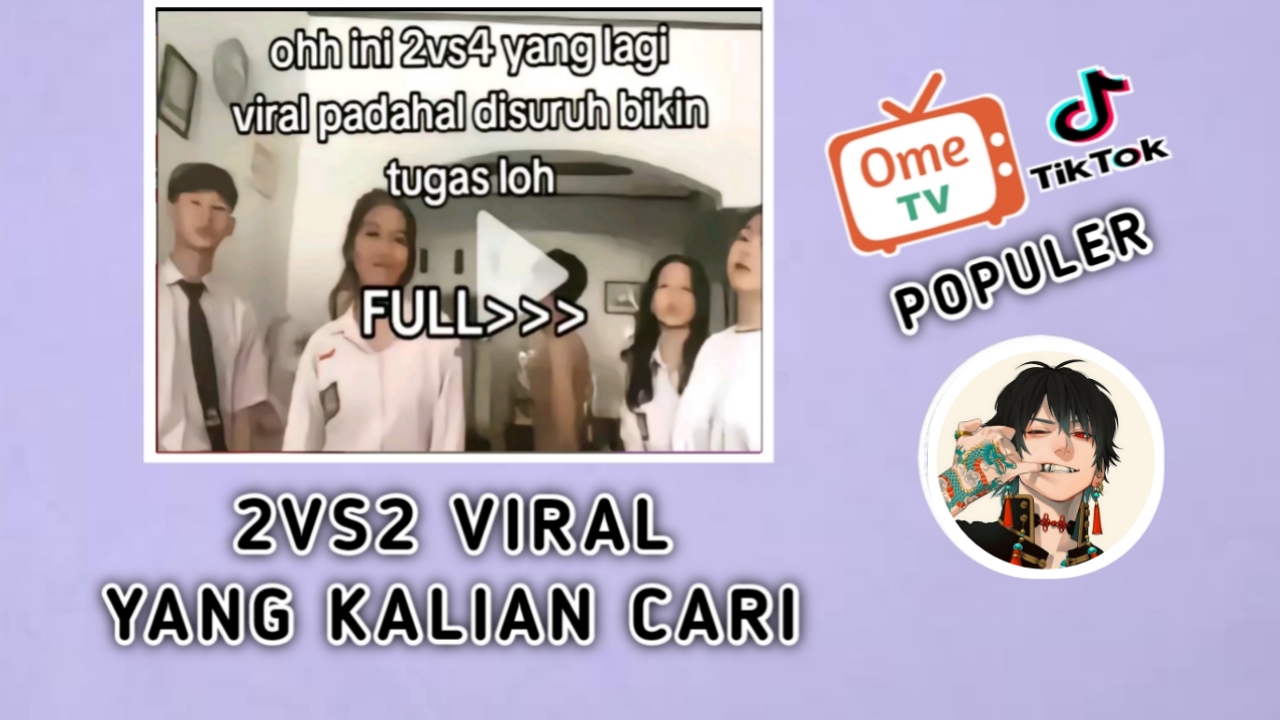 ohh ini 2vs4 yang lagi
viral padahal disuruh bikin
tugas loh
FULL>>>
Ome
TV
TikTok
POPULER
2VS2 VIRAL
YANG KALIAN CARI